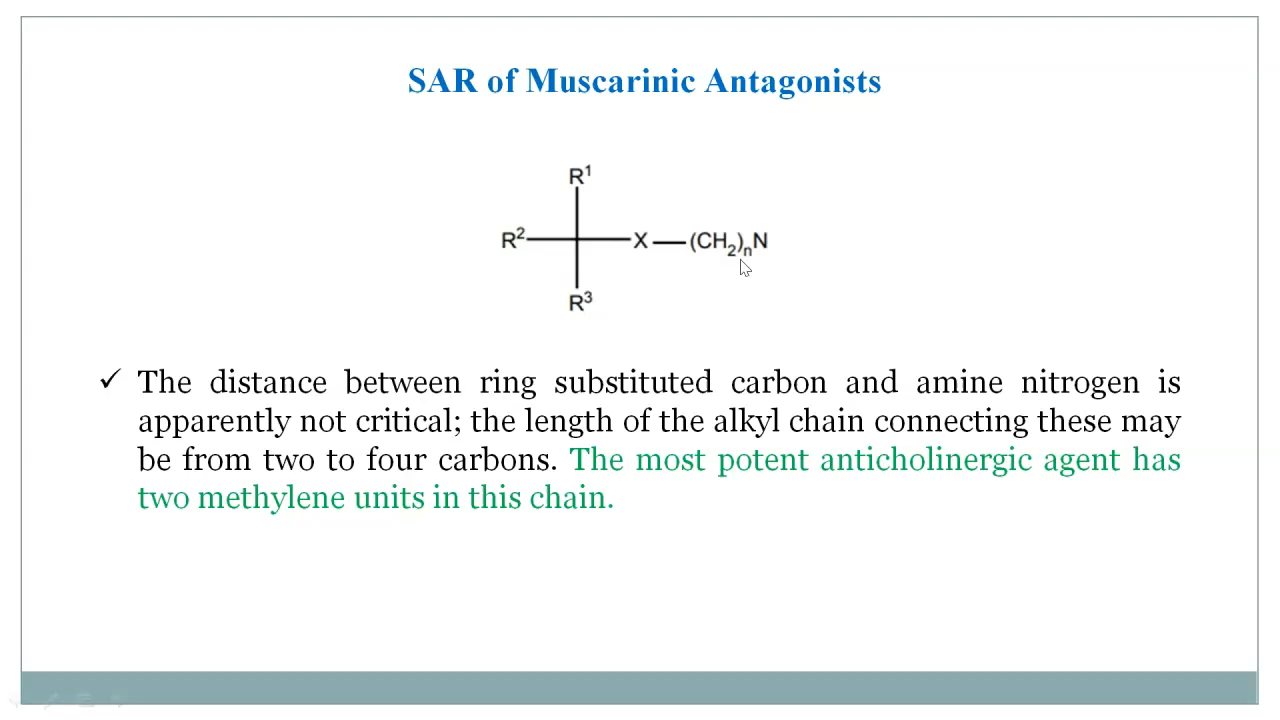 SAR of Muscarinic Antagonists
R¹
R²
X
(CH₂)ₙN
R³
✓ The distance between ring substituted carbon and amine nitrogen is
apparently not critical; the length of the alkyl chain connecting these may
be from two to four carbons. The most potent anticholinergic agent has
two methylene units in this chain.